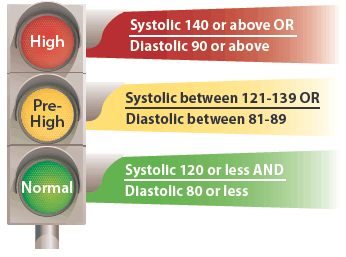 High
Systolic 140 or above OR
Diastolic 90 or above
Pre-
High
Systolic between 121-139 OR
Diastolic between 81-89
Normal
Systolic 120 or less AND
Diastolic 80 or less